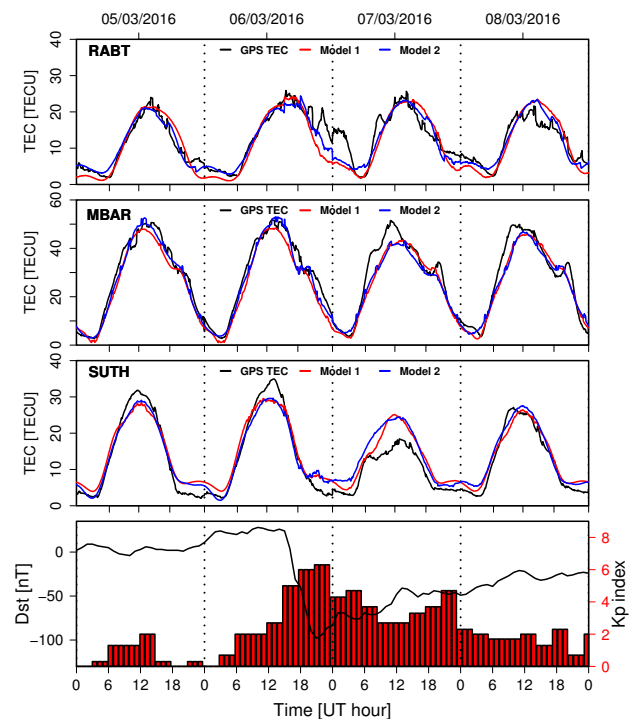 05/03/2016 06/03/2016 07/03/2016 08/03/2016
RABT
GPS TEC Model 1 Model 2
TEC [TECU]
0 10 20 30 40
MBAR
GPS TEC Model 1 Model 2
TEC [TECU]
0 20 40 50 60
SUTH
GPS TEC Model 1 Model 2
TEC [TECU]
0 10 20 30 40
Dst [nT]
0 −50 −100
Kp index
0 2 4 6 8
0 6 12 18 0 6 12 18 0 6 12 18 0 6 12 18 0
Time [UT hour]